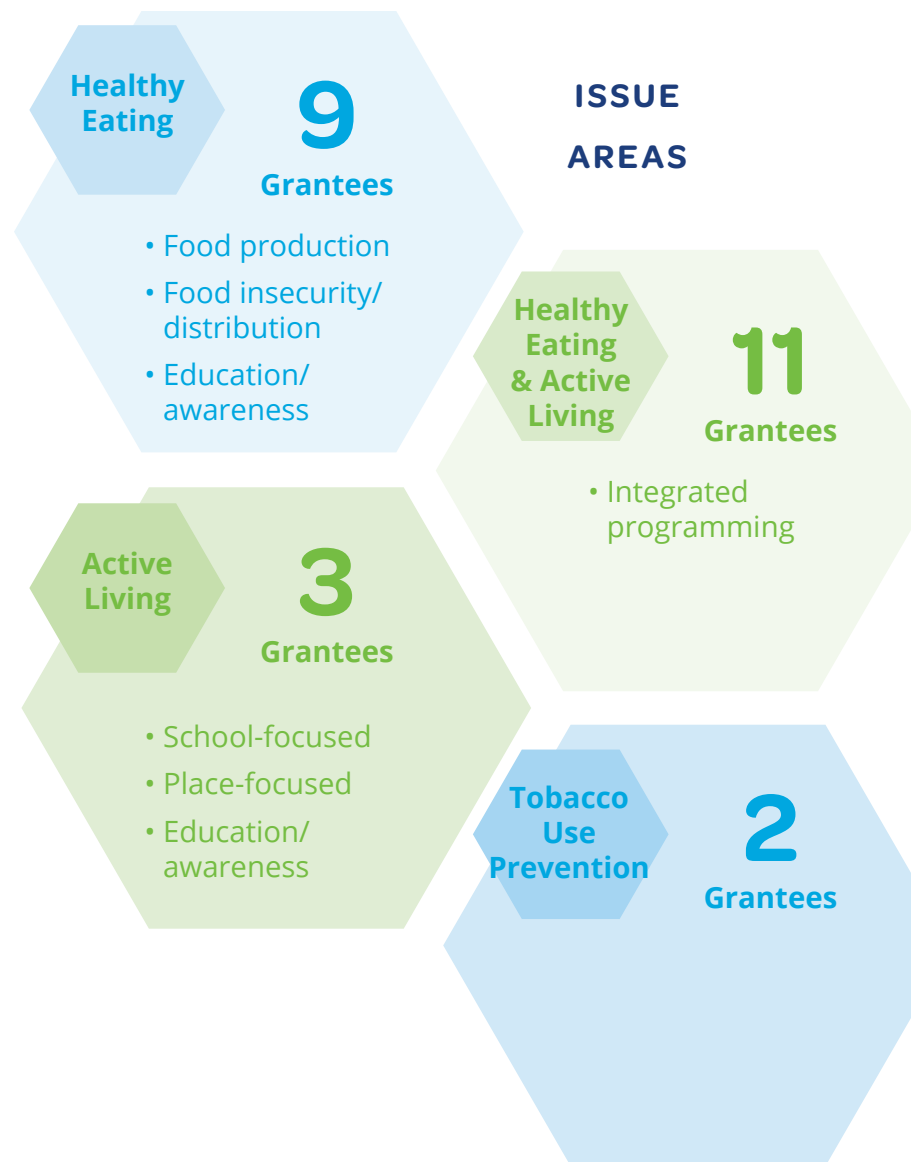 ISSUE
AREAS
Healthy
Eating
9
Grantees
• Food production
• Food insecurity/
distribution
• Education/
awareness
Healthy
Eating
& Active
Living
11
Grantees
• Integrated
programming
Active
Living
3
Grantees
• School-focused
• Place-focused
• Education/
awareness
Tobacco
Use
Prevention
2
Grantees